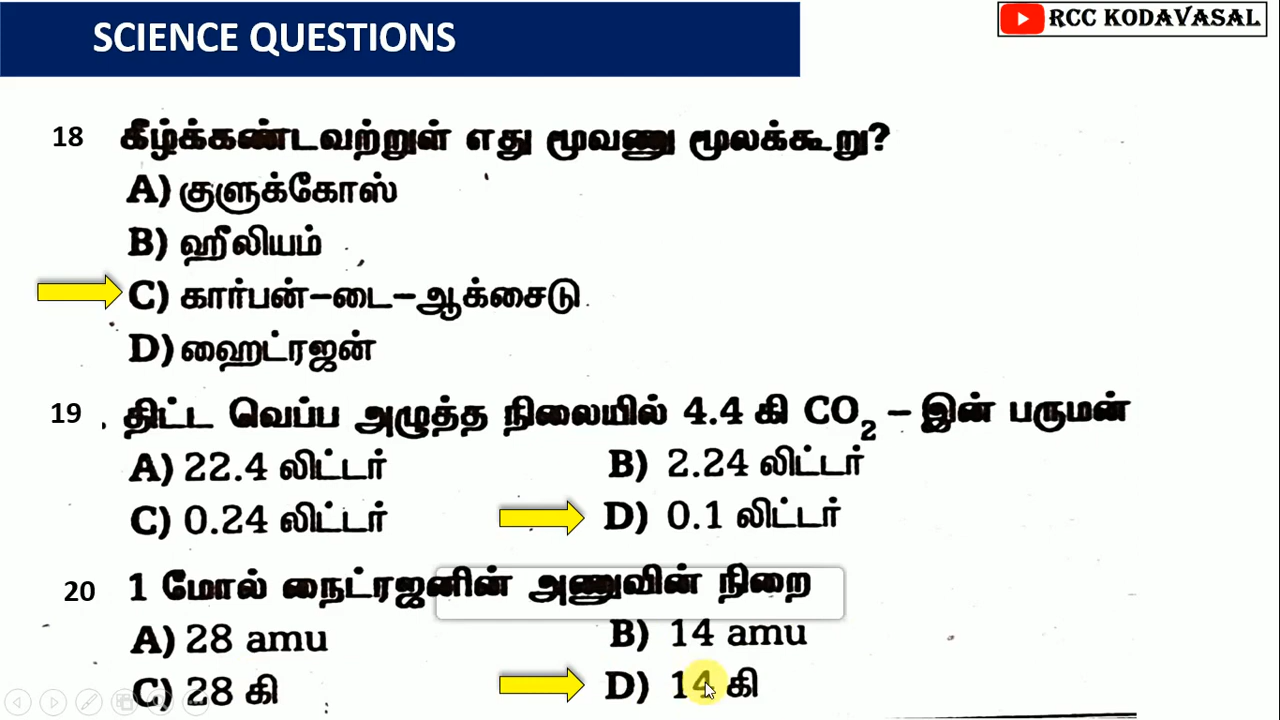 SCIENCE QUESTIONS
RCC KODAVASAL
18 கீழ்க்கண்டவற்றுள் எது மூவணு மூலக்கூறு?
A) குளுக்கோஸ்
B) ஹீலியம்
C) கார்பன்-டை-ஆக்சைடு
D) ஹைட்ரஜன்
19 . திட்ட வெப்ப அழுத்த நிலையில் 4.4 கி CO₂ – இன் பருமன்
A) 22.4 லிட்டர் B) 2.24 லிட்டர்
C) 0.24 லிட்டர் D) 0.1 லிட்டர்
20 1 மோல் நைட்ரஜனின் அணுவின் நிறை
A) 28 amu B) 14 amu
C) 28 கி D) 14 கி